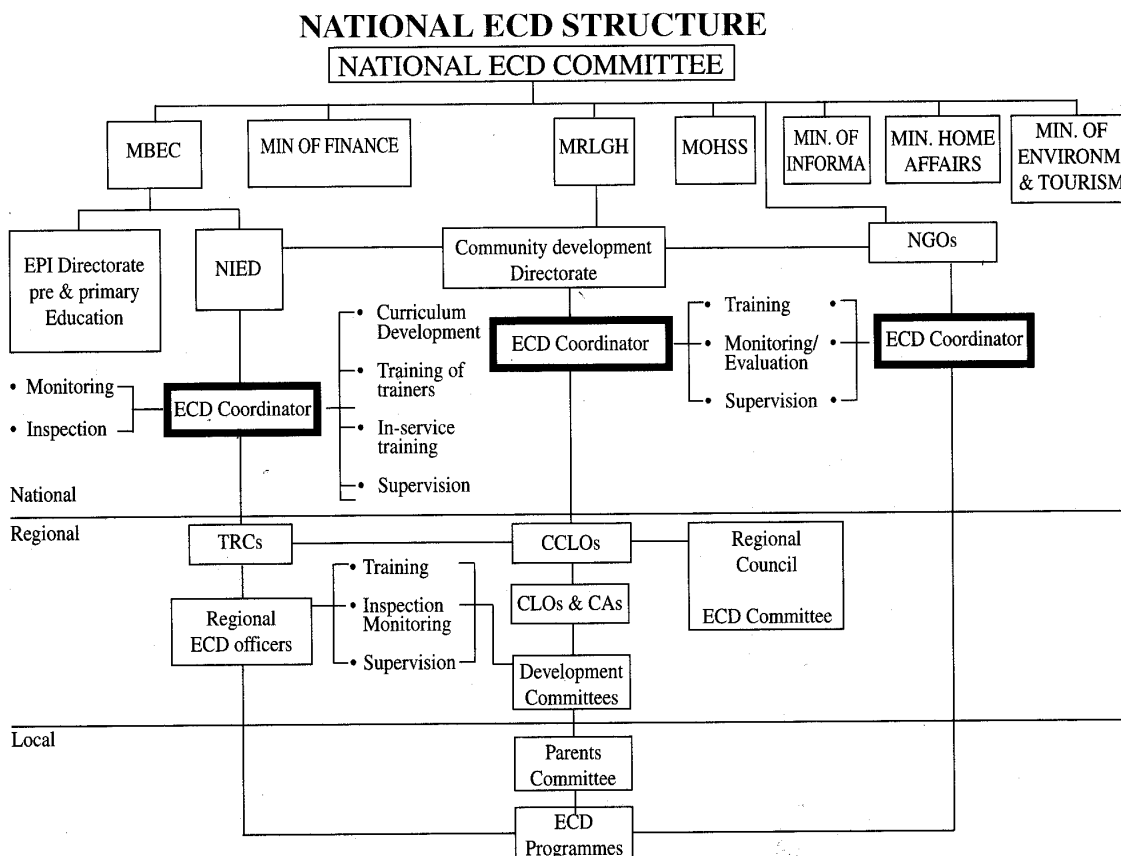 NATIONAL ECD STRUCTURE
NATIONAL ECD COMMITTEE
MBEC
MIN OF FINANCE
MRLGH
MOHSS
MIN. OF
INFORMA
MIN. HOME
AFFAIRS
MIN. OF
ENVIRONME
& TOURISM
EPI Directorate
pre & primary
Education
NIED
Community development
Directorate
NGOs
• Monitoring
• Inspection
ECD Coordinator
• Curriculum
Development
• Training of
trainers
• In-service
training
• Supervision
ECD Coordinator
• Training •
• Monitoring/ •
Evaluation
• Supervision •
ECD Coordinator
National
Regional
TRCs
CCLOs
Regional
Council
ECD Committee
Regional
ECD officers
• Training •
• Inspection •
Monitoring
• Supervision •
CLOs & CAs
Development
Committees
Local
Parents
Committee
ECD
Programmes